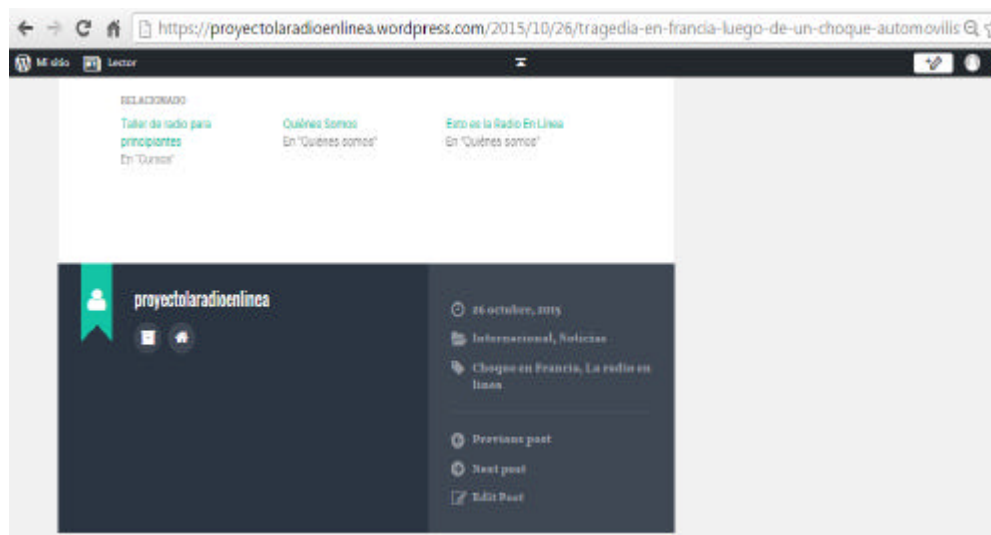 https://proyectolaradioenlinea.wordpress.com/2015/10/26/tragedia-en-francia-luego-de-un-choque-automovilis
Mi sitio Lector
RELACIONADO
Taller de radio para principiantes
En "Cursos"
Quiénes Somos
En "Quiénes somos"
Esto es la Radio En Línea
En "Quiénes somos"
proyectolaradioenlinea
26 octubre, 2015
Internacional, Noticias
Choque en Francia, La radio en
linea
Previous post
Next post
Edit Post